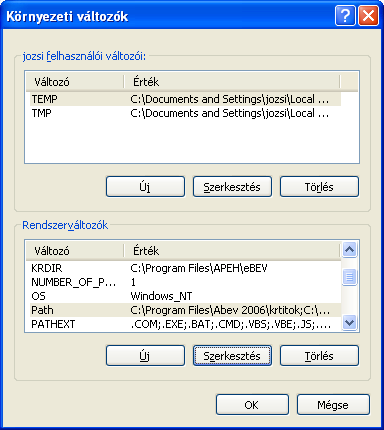 Környezeti változók
jozsi felhasználói változói:
Változó Érték
TEMP C:\Documents and Settings\jozsi\Local ...
TMP C:\Documents and Settings\jozsi\Local ...
Új Szerkesztés Törlés
Rendszerváltozók
Változó Érték
KRDIR C:\Program Files\APEH\eBEV
NUMBER_OF_P... 1
OS Windows_NT
Path C:\Program Files\Abev 2006\krtitok;C:\...
PATHEXT .COM;.EXE;.BAT;.CMD;.VBS;.VBE;.JS;....
Új Szerkesztés Törlés
OK Mégse